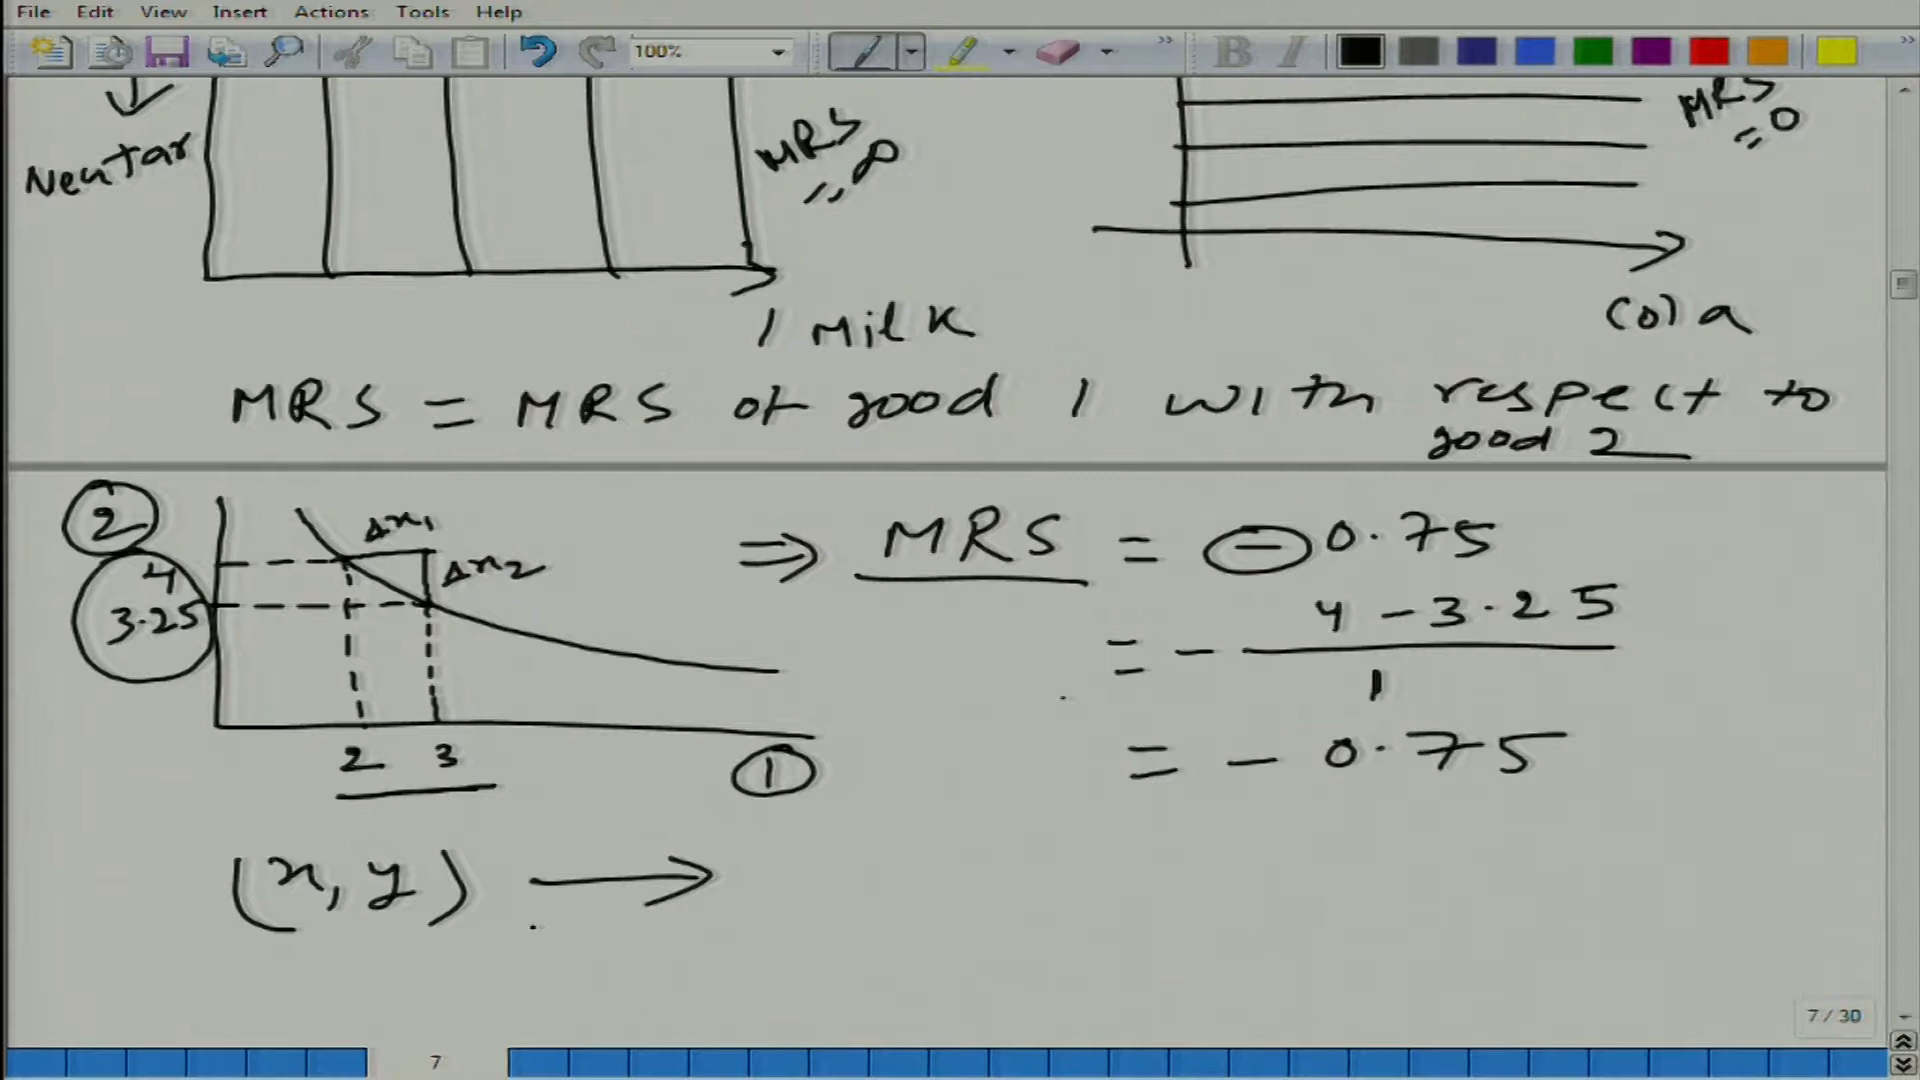 File Edit View Insert Actions Tools Help
100%
B I
Neutar
MRS
= ∞
MRS
= 0
1 Milk
Cola
MRS = MRS of good 1 with respect to
good 2
2
Δx1
Δx2
4
3.25
2 3
1
⇒ MRS = - 0.75
= - 4 - 3.25
1
= - 0.75
(x, y) →
7 / 30
7